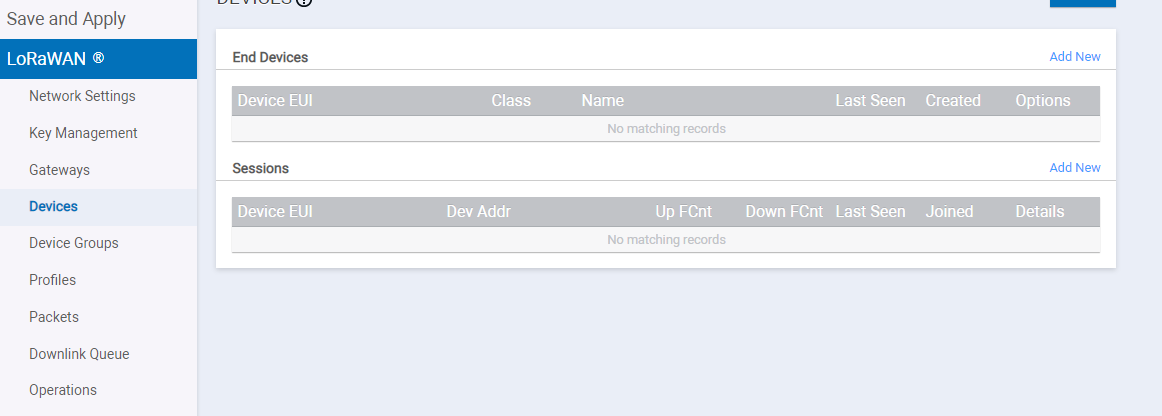 DEVICES ?
Save and Apply
LoRaWAN ®
Network Settings
Key Management
Gateways
Devices
Device Groups
Profiles
Packets
Downlink Queue
Operations
End Devices Add New
Device EUI Class Name Last Seen Created Options
No matching records
Sessions Add New
Device EUI Dev Addr Up FCnt Down FCnt Last Seen Joined Details
No matching records